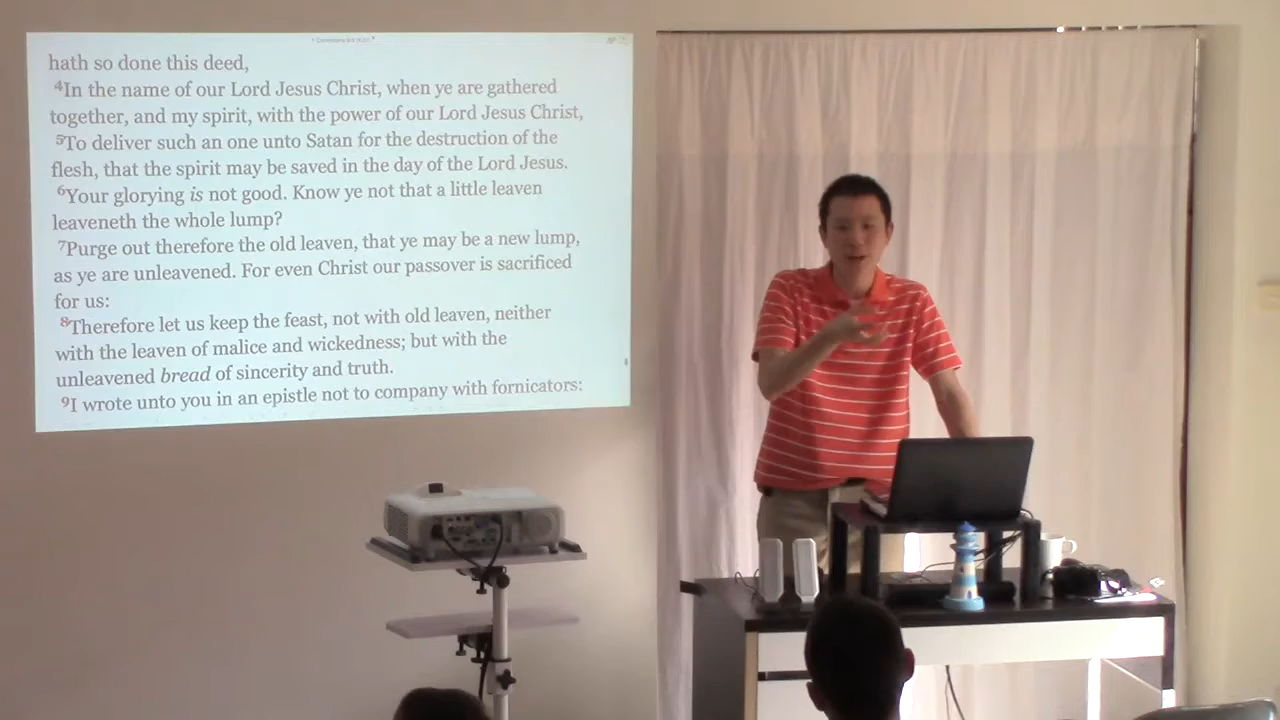 hath so done this deed,
4In the name of our Lord Jesus Christ, when ye are gathered
together, and my spirit, with the power of our Lord Jesus Christ,
5To deliver such an one unto Satan for the destruction of the
flesh, that the spirit may be saved in the day of the Lord Jesus.
6Your glorying is not good. Know ye not that a little leaven
leaveneth the whole lump?
7Purge out therefore the old leaven, that ye may be a new lump,
as ye are unleavened. For even Christ our passover is sacrificed
for us:
8Therefore let us keep the feast, not with old leaven, neither
with the leaven of malice and wickedness; but with the
unleavened bread of sincerity and truth.
9I wrote unto you in an epistle not to company with fornicators: